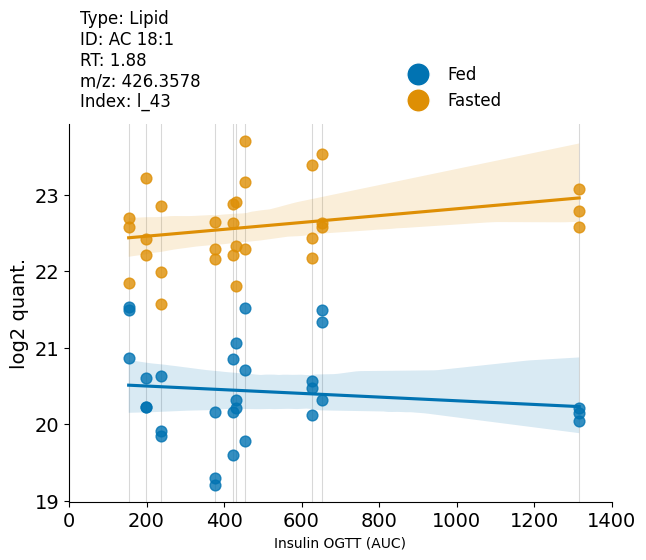 Type: Lipid
ID: AC 18:1
RT: 1.88
m/z: 426.3578
Index: l_43
Fed
Fasted
log2 quant.
23
22
21
20
19
0 200 400 600 800 1000 1200 1400
Insulin OGTT (AUC)